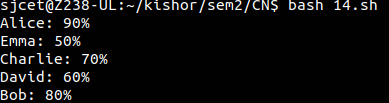 sjcet@Z238-UL:~/kishor/sem2/CN$ bash 14.sh
Alice: 90%
Emma: 50%
Charlie: 70%
David: 60%
Bob: 80%